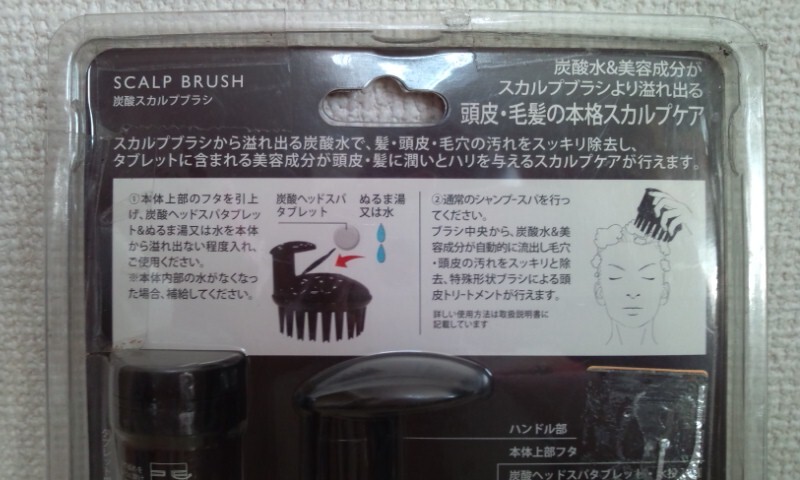 SCALP BRUSH
炭酸スカルプブラシ
炭酸水&美容成分が
スカルプブラシより溢れ出る
頭皮・毛髪の本格スカルプケア
スカルプブラシから溢れ出る炭酸水で、髪・頭皮・毛穴の汚れをスッキリ除去し、
タブレットに含まれる美容成分が頭皮・髪に潤いとハリを与えるスカルプケアが行えます。
①本体上部のフタを引上
げ、炭酸ヘッドスパタブレッ
ト&ぬるま湯又は水を本体
から溢れ出ない程度入れ、
ご使用ください。
※本体内部の水がなくなっ
た場合、補給してください。
炭酸ヘッドスパ
タブレット
ぬるま湯
又は水
②通常のシャンプースパを行っ
てください。
ブラシ中央から、炭酸水&美
容成分が自動的に流出し毛穴
・頭皮の汚れをスッキリと除
去、特殊形状ブラシによる頭
皮トリートメントが行えます。
詳しい使用方法は取扱説明書に
記載しています
ハンドル部
本体上部フタ
炭酸ヘッドスパタブレット・水投